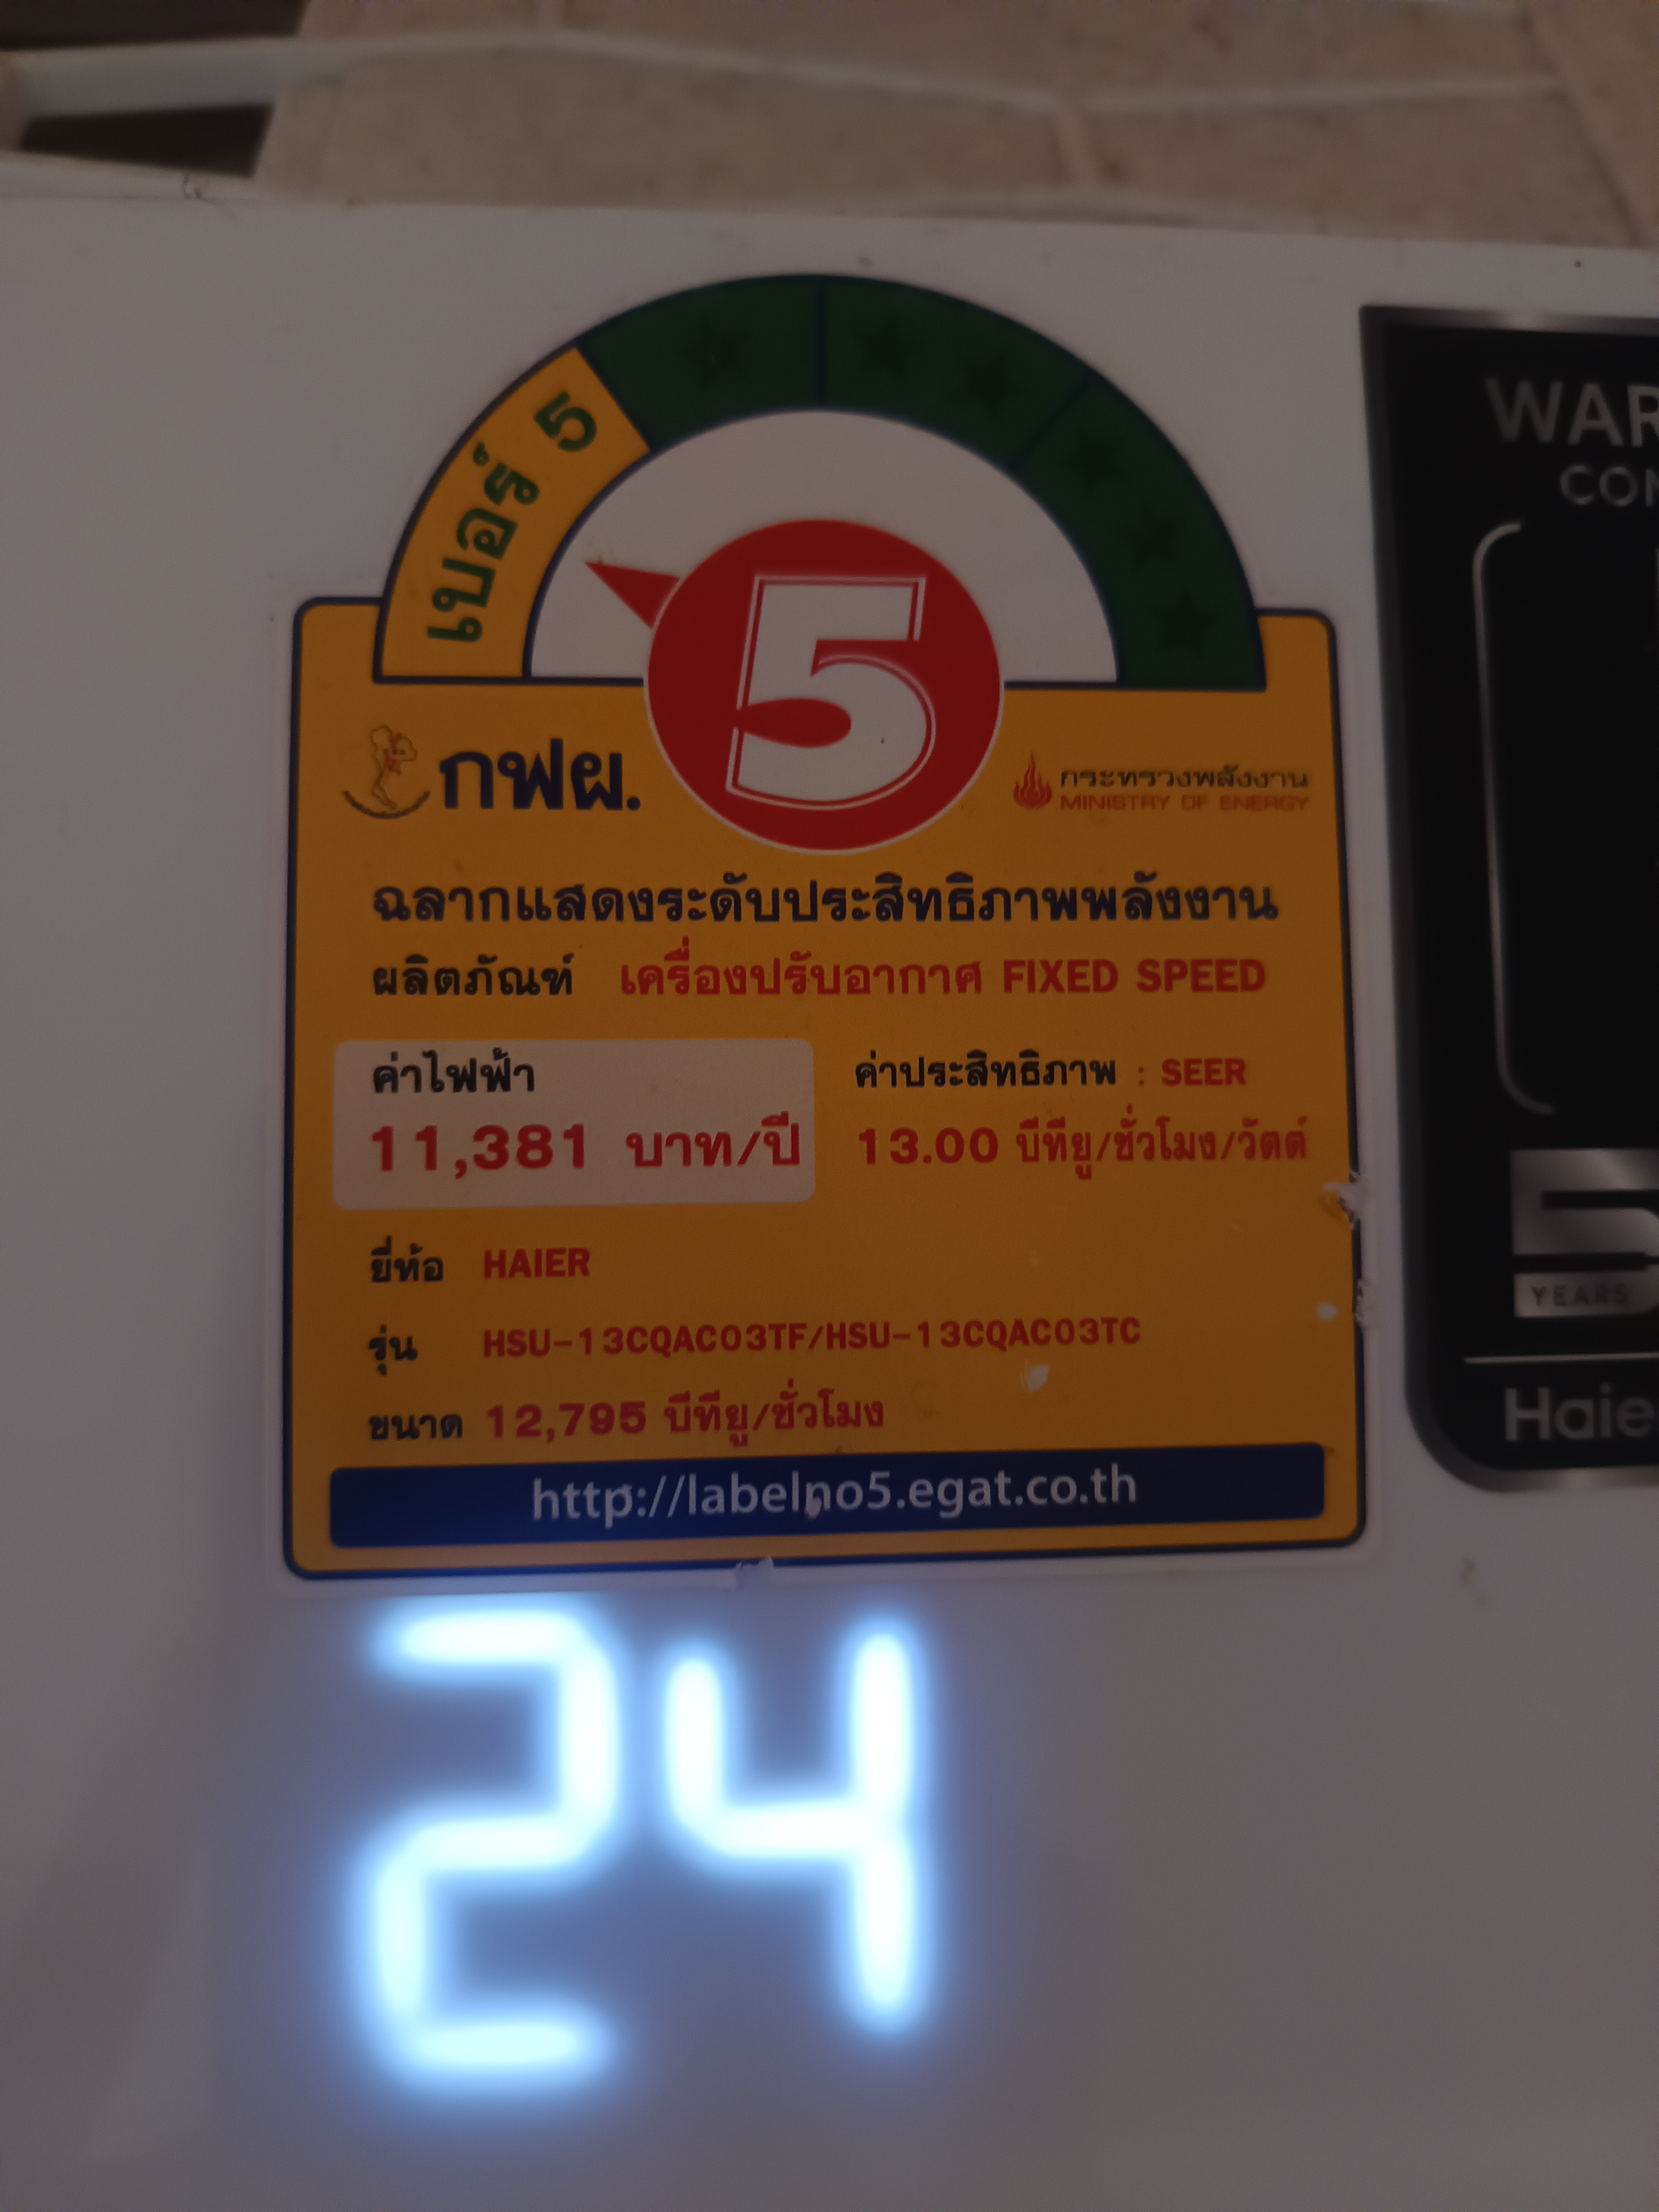 เบอร์ 5
5
กฟผ.
กระทรวงพลังงาน
MINISTRY OF ENERGY
ฉลากแสดงระดับประสิทธิภาพพลังงาน
ผลิตภัณฑ์ เครื่องปรับอากาศ FIXED SPEED
ค่าไฟฟ้า
11,381 บาท/ปี
ค่าประสิทธิภาพ : SEER
13.00 บีทียู/ชั่วโมง/วัตต์
ยี่ห้อ HAIER
รุ่น HSU-13CQAC03TF/HSU-13CQAC03TC
ขนาด 12,795 บีทียู/ชั่วโมง
http://labelno5.egat.co.th
24
WAR
CON
5
YEARS
Haie